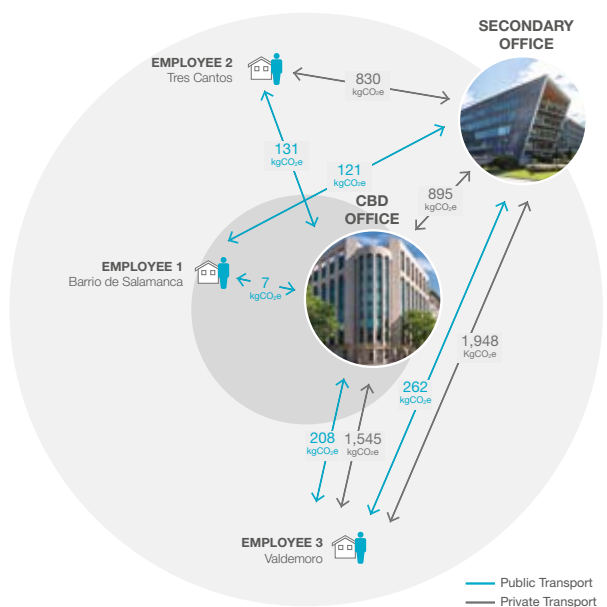 SECONDARY
OFFICE
EMPLOYEE 2
Tres Cantos
830
kgCO₂e
131
kgCO₂e
121
kgCO₂e
895
kgCO₂e
CBD
OFFICE
EMPLOYEE 1
Barrio de Salamanca
7
kgCO₂e
1,948
KgCO₂e
262
kgCO₂e
208
kgCO₂e
1,545
kgCO₂e
EMPLOYEE 3
Valdemoro
Public Transport
Private Transport